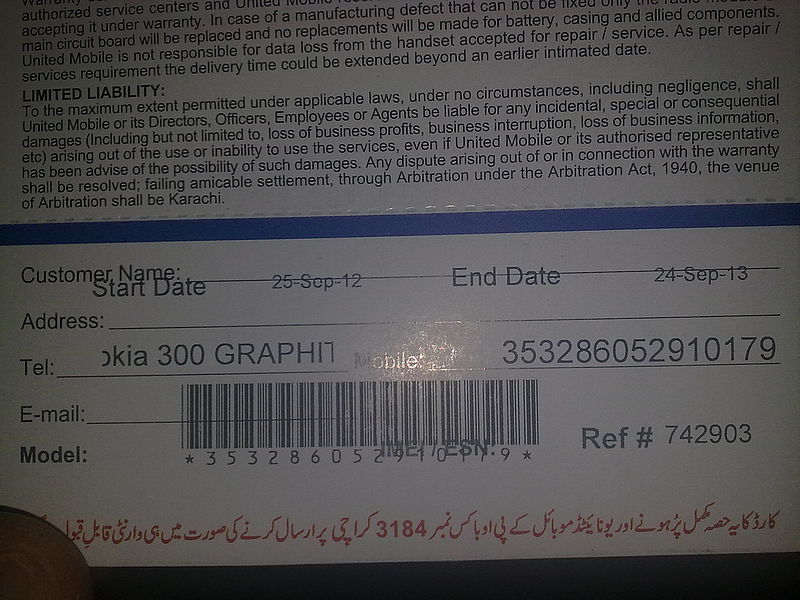 authorized service centers and United Mobile
accepting it under warranty. In case of a manufacturing defect that can not be fixed only the radio
main circuit board will be replaced and no replacements will be made for battery, casing and allied components.
United Mobile is not responsible for data loss from the handset accepted for repair / service. As per repair /
services requirement the delivery time could be extended beyond an earlier intimated date.
LIMITED LIABILITY:
To the maximum extent permitted under applicable laws, under no circumstances, including negligence, shall
United Mobile or its Directors, Officers, Employees or Agents be liable for any incidental, special or consequential
damages (Including but not limited to, loss of business profits, business interruption, loss of business information,
etc) arising out of the use or inability to use the services, even if United Mobile or its authorised representative
has been advise of the possibility of such damages. Any dispute arising out of or in connection with the warranty
shall be resolved; failing amicable settlement, through Arbitration under the Arbitration Act, 1940, the venue
of Arbitration shall be Karachi.
Customer Name:
Start Date 25-Sep-12 End Date 24-Sep-13
Address:
Tel: okia 300 GRAPHIT Mobile: 353286052910179
E-mail:
Model: IME / ESN: Ref # 742903
*353286052910179*
کارڈ کا یہ حصہ مکمل پُر ہونے اور یونائیٹڈ موبائل کے پی او باکس نمبر 3184 کراچی پر ارسال کرنے کی صورت میں ہی وارنٹی قابلِ قبول